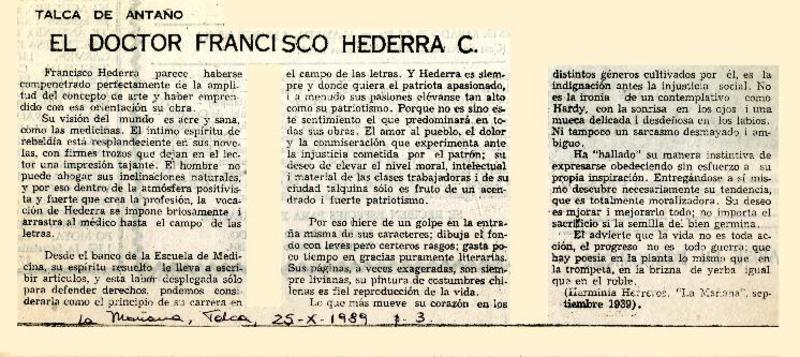 TALCA DE ANTAÑO
EL DOCTOR FRANCISCO HEDERRA C.
Francisco Hederra parece haberse
compenetrado perfectamente de la ampli-
tud del concepto de arte y haber empren-
dido con esa orientación su obra.
Su visión del mundo es acre y sana,
como las medicinas. El íntimo espíritu de
rebeldía está resplandeciente en sus nove-
las, con firmes trozos que dejan en el lec-
tor una impresión tajante. El hombre no
puede ahogar sus inclinaciones naturales,
y por eso dentro de la atmósfera positivis-
ta y fuerte que crea la profesión, la voca-
ción de Hederra se impone briosamente i
arrastra al médico hasta el campo de las
letras.
Desde el banco de la Escuela de Medi-
cina, su espíritu resuelto le lleva a escri-
bir artículos, y esta labor desplegada sólo
para defender derechos, podemos consi-
derarla como el principio de su carrera en
el campo de las letras. Y Hederra es siem-
pre y donde quiera el patriota apasionado,
i a menudo sus pasiones elévanse tan alto
como su patriotismo. Porque no es sino es-
te sentimiento el que predominará en to-
das sus obras. El amor al pueblo, el dolor
y la conmiseración que experimenta ante
la injusticia cometida por el patrón; su
deseo de elevar el nivel moral, intelectual
i material de las clases trabajadoras i de su
ciudad talquina sólo es fruto de un acen-
drado i fuerte patriotismo.
Por eso hiere de un golpe en la entra-
ña misma de sus caracteres; dibuja el fon-
do con leves pero certeros rasgos; gasta po-
co tiempo en gracias puramente literarias.
Sus páginas, a veces exageradas, son siem-
pre livianas, su pintura de costumbres chi-
lenas es fiel reproducción de la vida.
Lo que más mueve su corazón en los
distintos géneros cultivados por él, es la
indignación antes la injusticia social. No
es la ironía de un contemplativo como
Hardy, con la sonrisa en los ojos i una
mueca delicada i desdeñosa en los labios.
Ni tampoco un sarcasmo desmayado i am-
biguo.
Ha "hallado" su manera instintiva de
expresarse obedeciendo sin esfuerzo a su
propia inspiración. Entregándose a sí mis-
mo descubre necesariamente su tendencia,
que es totalmente moralizadora. Su deseo
es mjorar i mejorarlo todo; no importa el
sacrificio si la semilla del bien germina.
El advierte que la vida no es toda ac-
ción, el progreso no es todo guerra; que
hay poesía en la planta lo mismo que en
la trompeta, en la brizna de yerba igual
que en el roble.
(Herminia Herreros, "La Mañana", sep-
tiembre 1939).
La Mañana, Talca, 25-X-1989 p. 3.